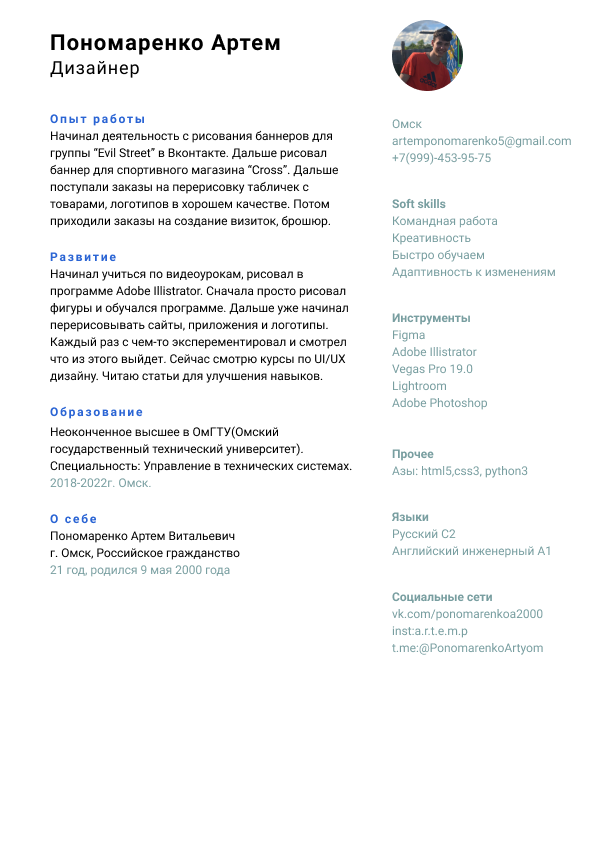 Пономаренко Артем
Дизайнер
Опыт работы
Начинал деятельность с рисования баннеров для
группы “Evil Street” в Вконтакте. Дальше рисовал
баннер для спортивного магазина “Cross”. Дальше
поступали заказы на перерисовку табличек с
товарами, логотипов в хорошем качестве. Потом
приходили заказы на создание визиток, брошюр.
Развитие
Начинал учиться по видеоурокам, рисовал в
программе Adobe Illistrator. Сначала просто рисовал
фигуры и обучался программе. Дальше уже начинал
перерисовывать сайты, приложения и логотипы.
Каждый раз с чем-то эксперементировал и смотрел
что из этого выйдет. Сейчас смотрю курсы по UI/UX
дизайну. Читаю статьи для улучшения навыков.
Образование
Неоконченное высшее в ОмГТУ(Омский
государственный технический университет).
Специальность: Управление в технических системах.
2018-2022г. Омск.
О себе
Пономаренко Артем Витальевич
г. Омск, Российское гражданство
21 год, родился 9 мая 2000 года
Омск
artemponomarenko5@gmail.com
+7(999)-453-95-75
Soft skills
Командная работа
Креативность
Быстро обучаем
Адаптивность к изменениям
Инструменты
Figma
Adobe Illistrator
Vegas Pro 19.0
Lightroom
Adobe Photoshop
Прочее
Азы: html5,css3, python3
Языки
Русский C2
Английский инженерный A1
Социальные сети
vk.com/ponomarenkoa2000
inst:a.r.t.e.m.p
t.me:@PonomarenkoArtyom